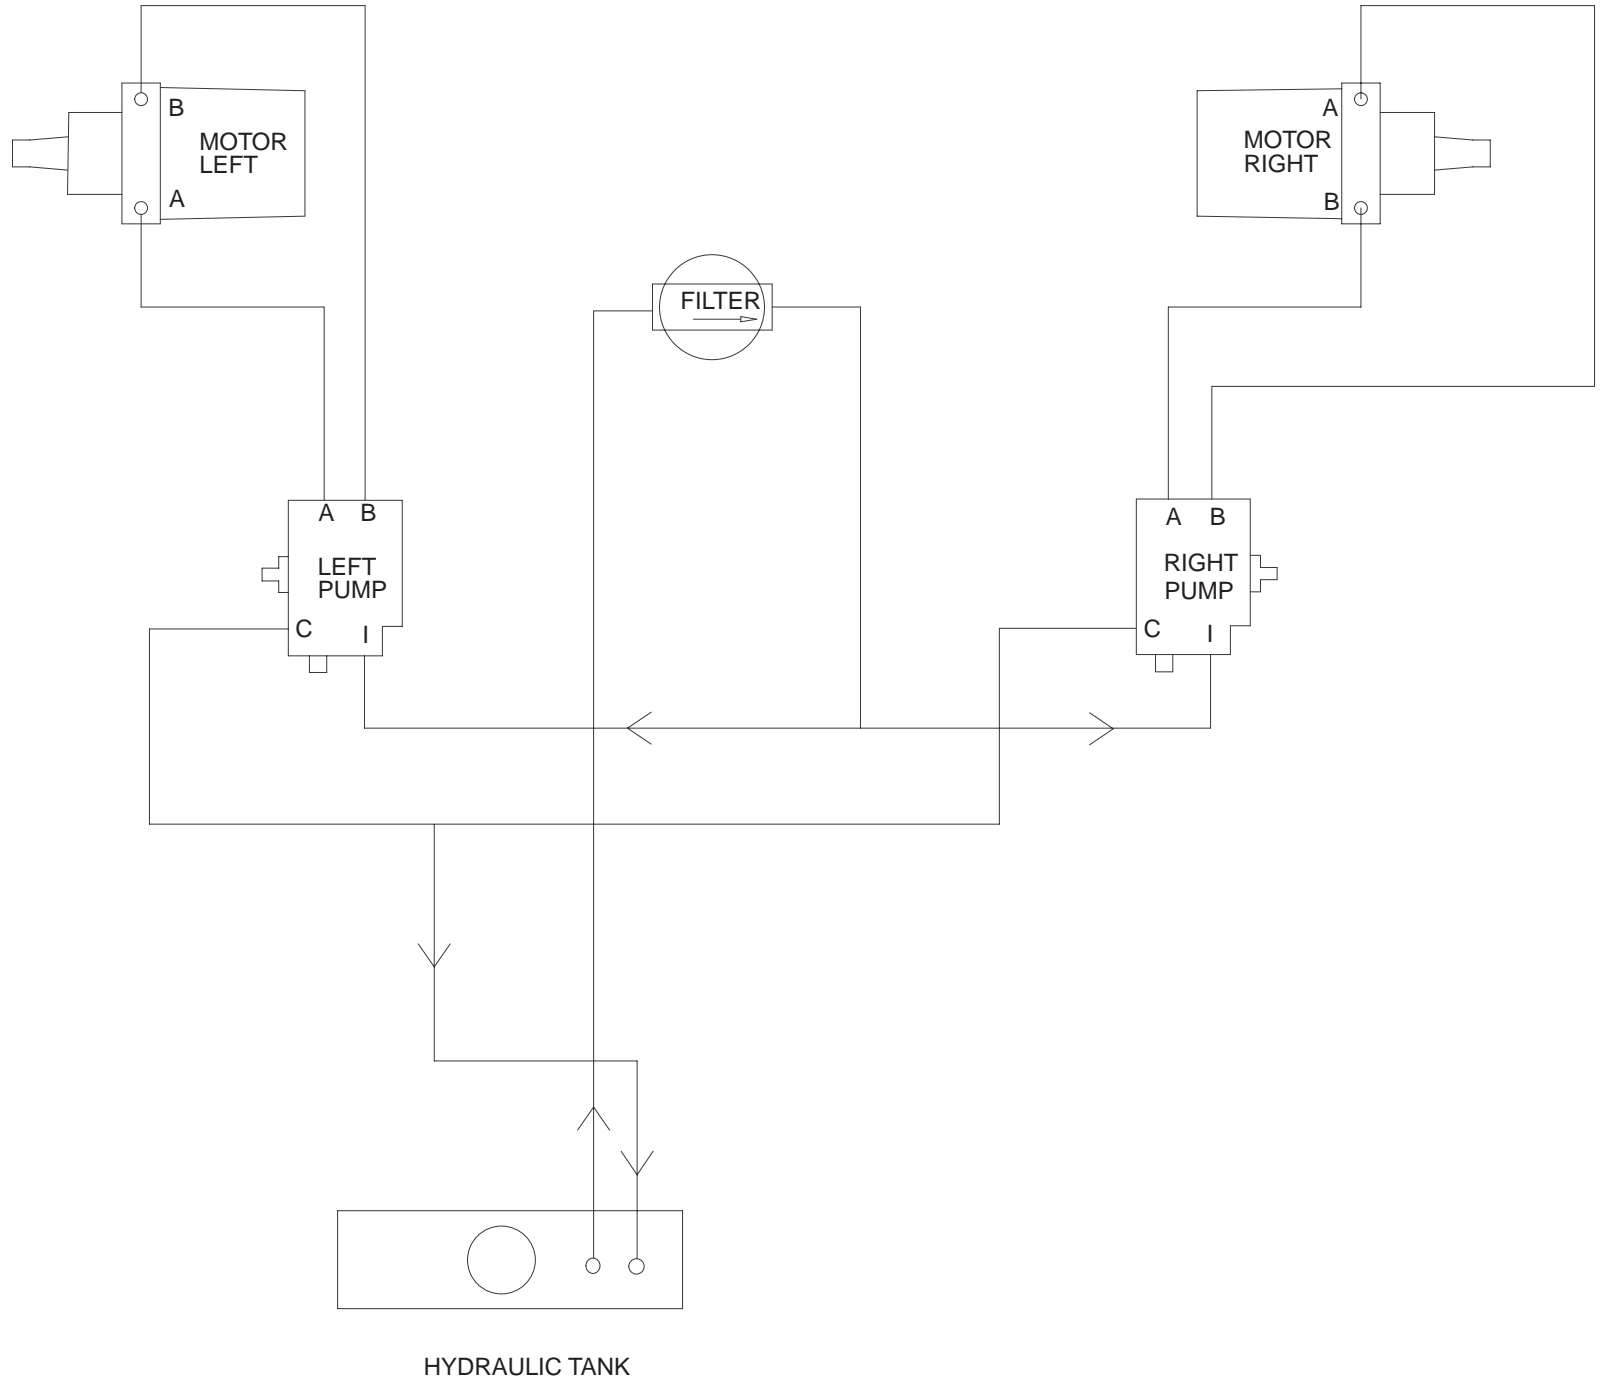 B
MOTOR
LEFT
A
A
MOTOR
RIGHT
B
FILTER
A B
LEFT
PUMP
C I
A B
RIGHT
PUMP
C I
HYDRAULIC TANK